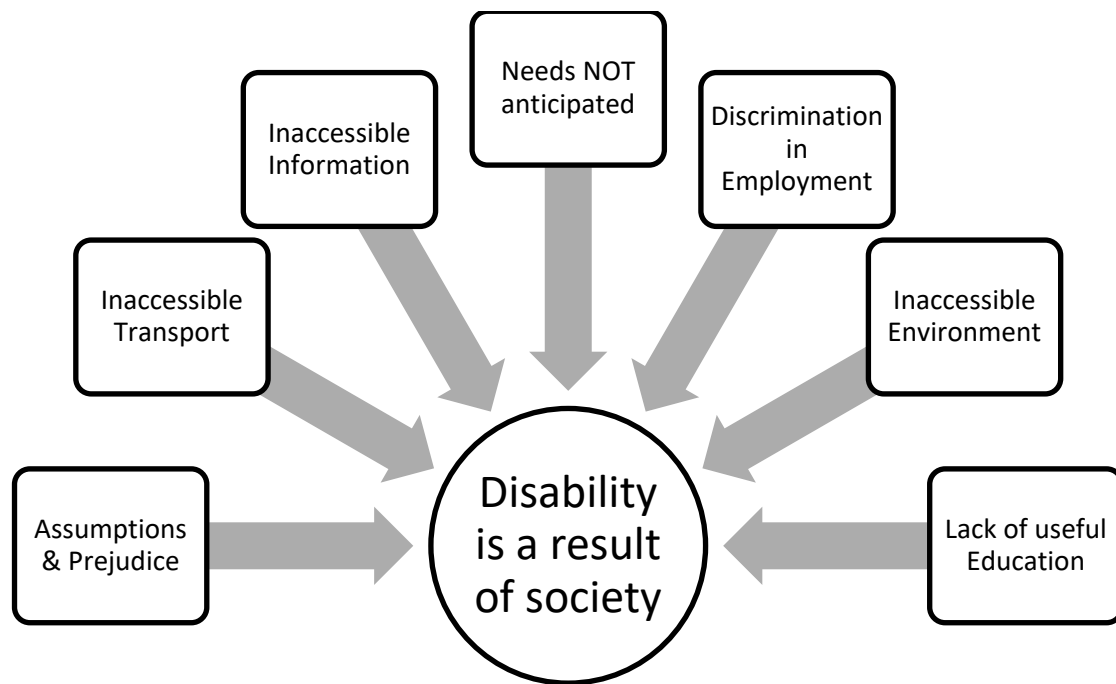 Needs NOT
anticipated
Inaccessible
Information
Discrimination
in
Employment
Inaccessible
Transport
Inaccessible
Environment
Assumptions
& Prejudice
Disability
is a result
of society
Lack of useful
Education